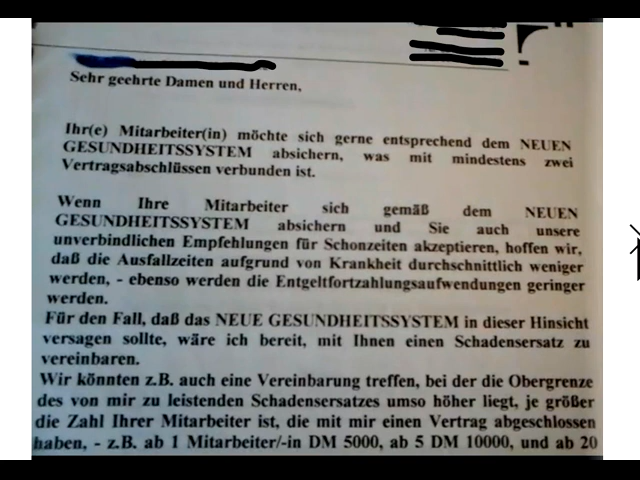 Sehr geehrte Damen und Herren,
Ihr(e) Mitarbeiter(in) möchte sich gerne entsprechend dem NEUEN
GESUNDHEITSSYSTEM absichern, was mit mindestens zwei
Vertragsabschlüssen verbunden ist.
Wenn Ihre Mitarbeiter sich gemäß dem NEUEN
GESUNDHEITSSYSTEM absichern und Sie auch unsere
unverbindlichen Empfehlungen für Schonzeiten akzeptieren, hoffen wir,
daß die Ausfallzeiten aufgrund von Krankheit durchschnittlich weniger
werden, - ebenso werden die Entgeltfortzahlungsaufwendungen geringer
werden.
Für den Fall, daß das NEUE GESUNDHEITSSYSTEM in dieser Hinsicht
versagen sollte, wäre ich bereit, mit Ihnen einen Schadensersatz zu
vereinbaren.
Wir könnten z.B. auch eine Vereinbarung treffen, bei der die Obergrenze
des von mir zu leistenden Schadensersatzes umso höher liegt, je größer
die Zahl Ihrer Mitarbeiter ist, die mit mir einen Vertrag abgeschlossen
haben, - z.B. ab 1 Mitarbeiter/-in DM 5000, ab 5 DM 10000, und ab 20